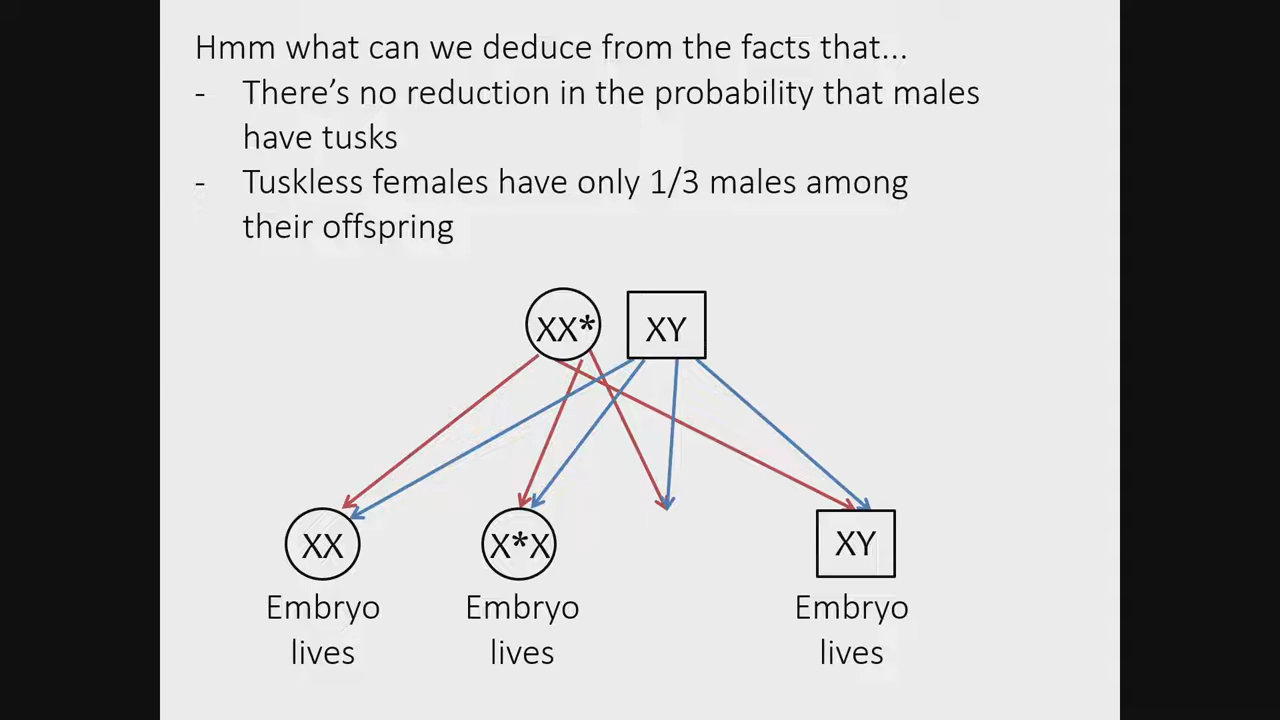 Hmm what can we deduce from the facts that...
- There's no reduction in the probability that males
have tusks
- Tuskless females have only 1/3 males among
their offspring
XX* XY
XX X*X XY
Embryo Embryo Embryo
lives lives lives